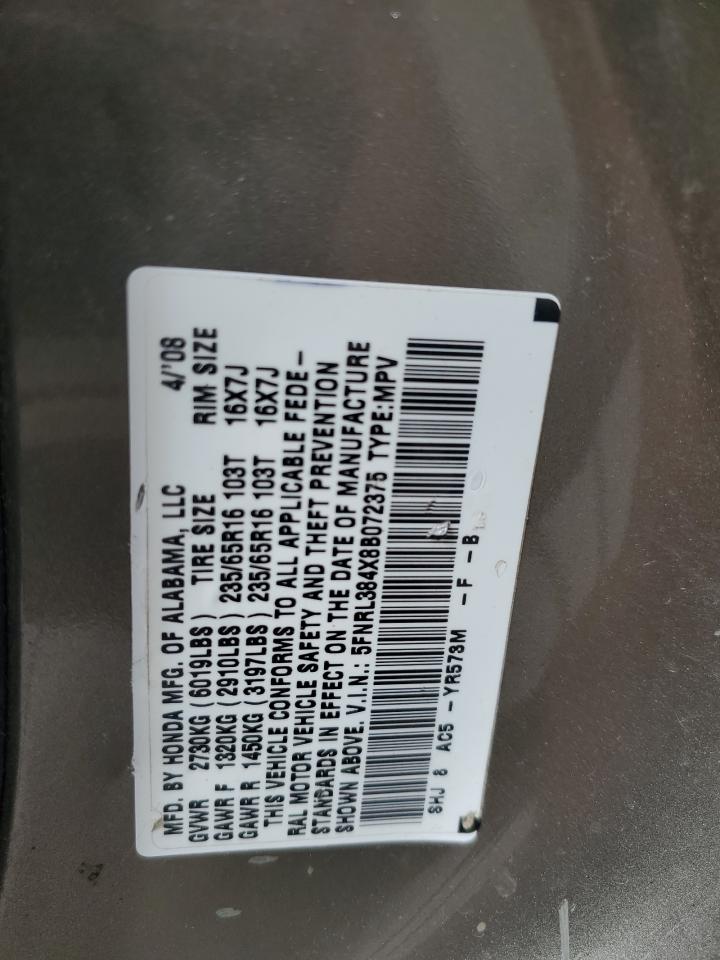 MFD. BY HONDA MFG. OF ALABAMA, LLC 4/'08
GVWR 2730KG (6019LBS) TIRE SIZE RIM SIZE
GAWR F 1320KG (2910LBS) 235/65R16 103T 16X7J
GAWR R 1450KG (3197LBS) 235/65R16 103T 16X7J
THIS VEHICLE CONFORMS TO ALL APPLICABLE FEDE-
RAL MOTOR VEHICLE SAFETY AND THEFT PREVENTION
STANDARDS IN EFFECT ON THE DATE OF MANUFACTURE
SHOWN ABOVE. V.I.N.: 5FNRL384X8B072375 TYPE:MPV
SHJ 8 AC5 -YR573M -F -B